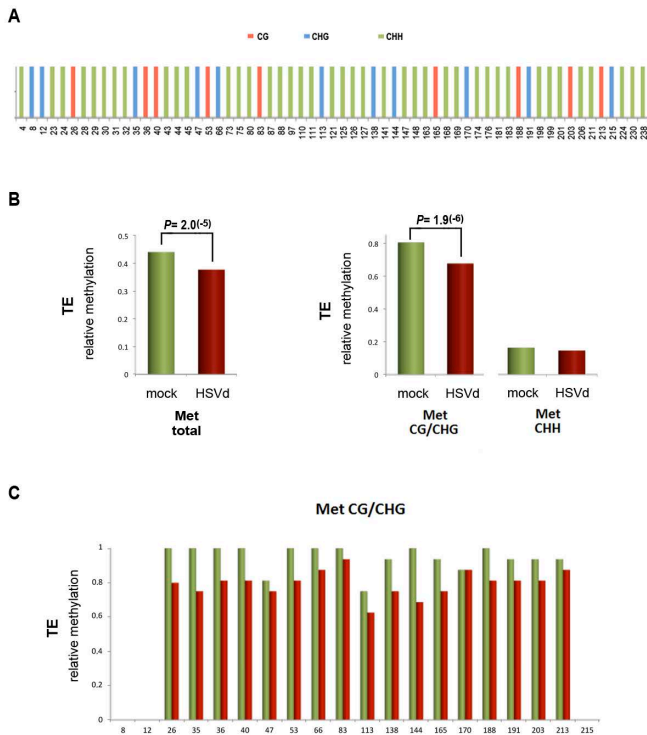 A
CG CHG CHH
4 8 12 23 24 26 28 29 30 31 32 35 36 40 43 44 45 47 53 66 73 75 80 83 87 88 97 110 111 113 121 125 126 127 138 141 144 147 148 163 165 168 169 170 174 176 181 183 188 191 198 199 201 203 206 211 213 215 224 230 238
B
P= 2.0(-5)
P= 1.9(-6)
TE
relative methylation
0.5
0.4
0.3
0.2
0.1
0
mock HSVd
Met
total
TE
relative methylation
0.8
0.6
0.4
0.2
0
mock HSVd mock HSVd
Met Met
CG/CHG CHH
C
Met CG/CHG
TE
relative methylation
1
0.8
0.6
0.4
0.2
0
8 12 26 35 36 40 47 53 66 83 113 138 144 165 170 188 191 203 213 215